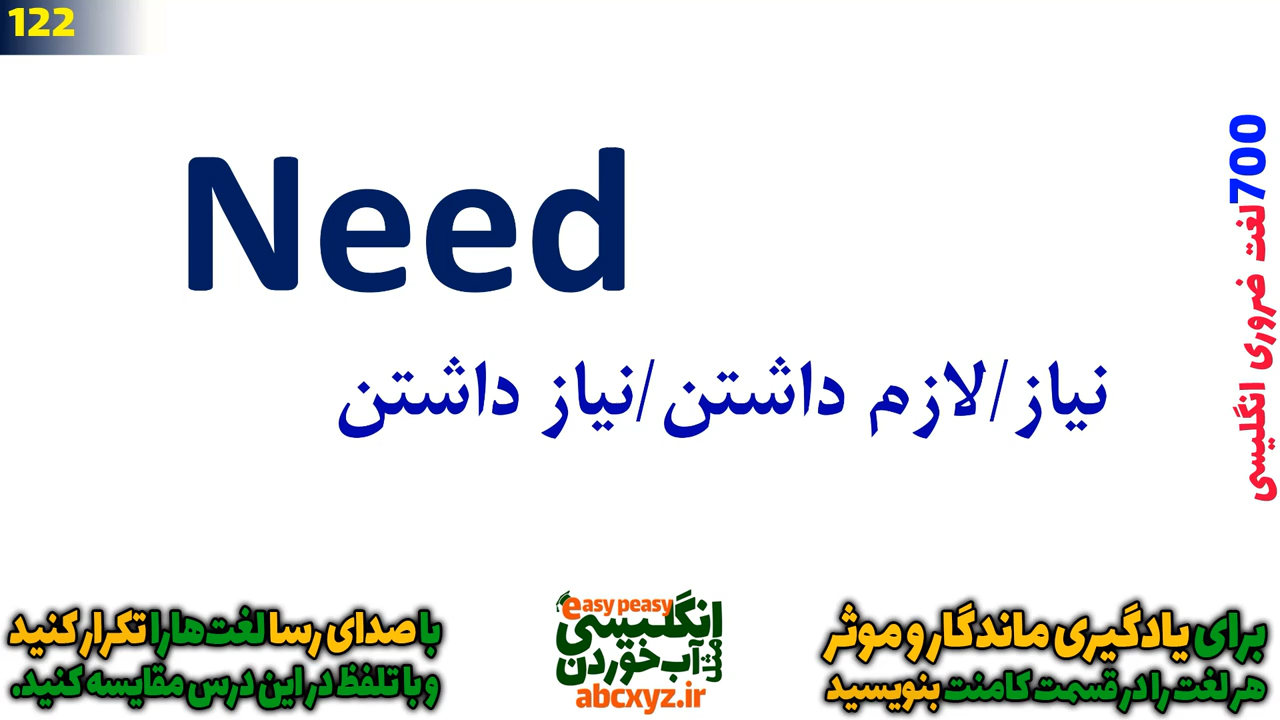 122
Need
نیاز/لازم داشتن/نیاز داشتن
700 لغت ضروری انگلیسی
برای یادگیری ماندگار و موثر
هر لغت را در قسمت کامنت بنویسید
easy peasy
انگلیسی
مثل آب خوردن
abcxyz.ir
با صدای رسا لغت‌ها را تکرار کنید
و با تلفظ در این درس مقایسه کنید.